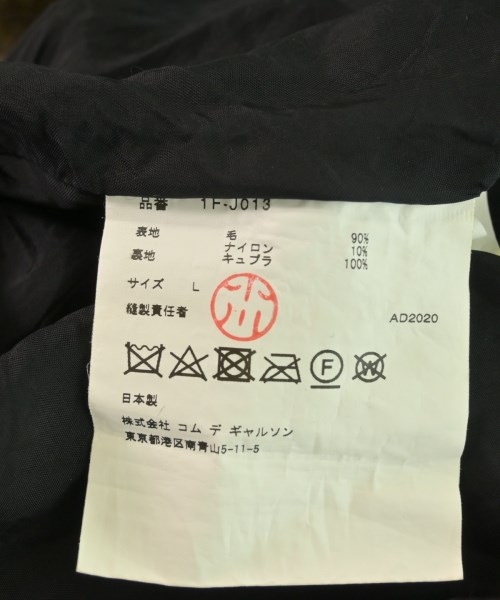 品番 1F-J013
表地 毛 90%
ナイロン 10%
裏地 キュプラ 100%
サイズ L
縫製責任者
AD2020
F W
日本製
株式会社 コム デ ギャルソン
東京都港区南青山5-11-5